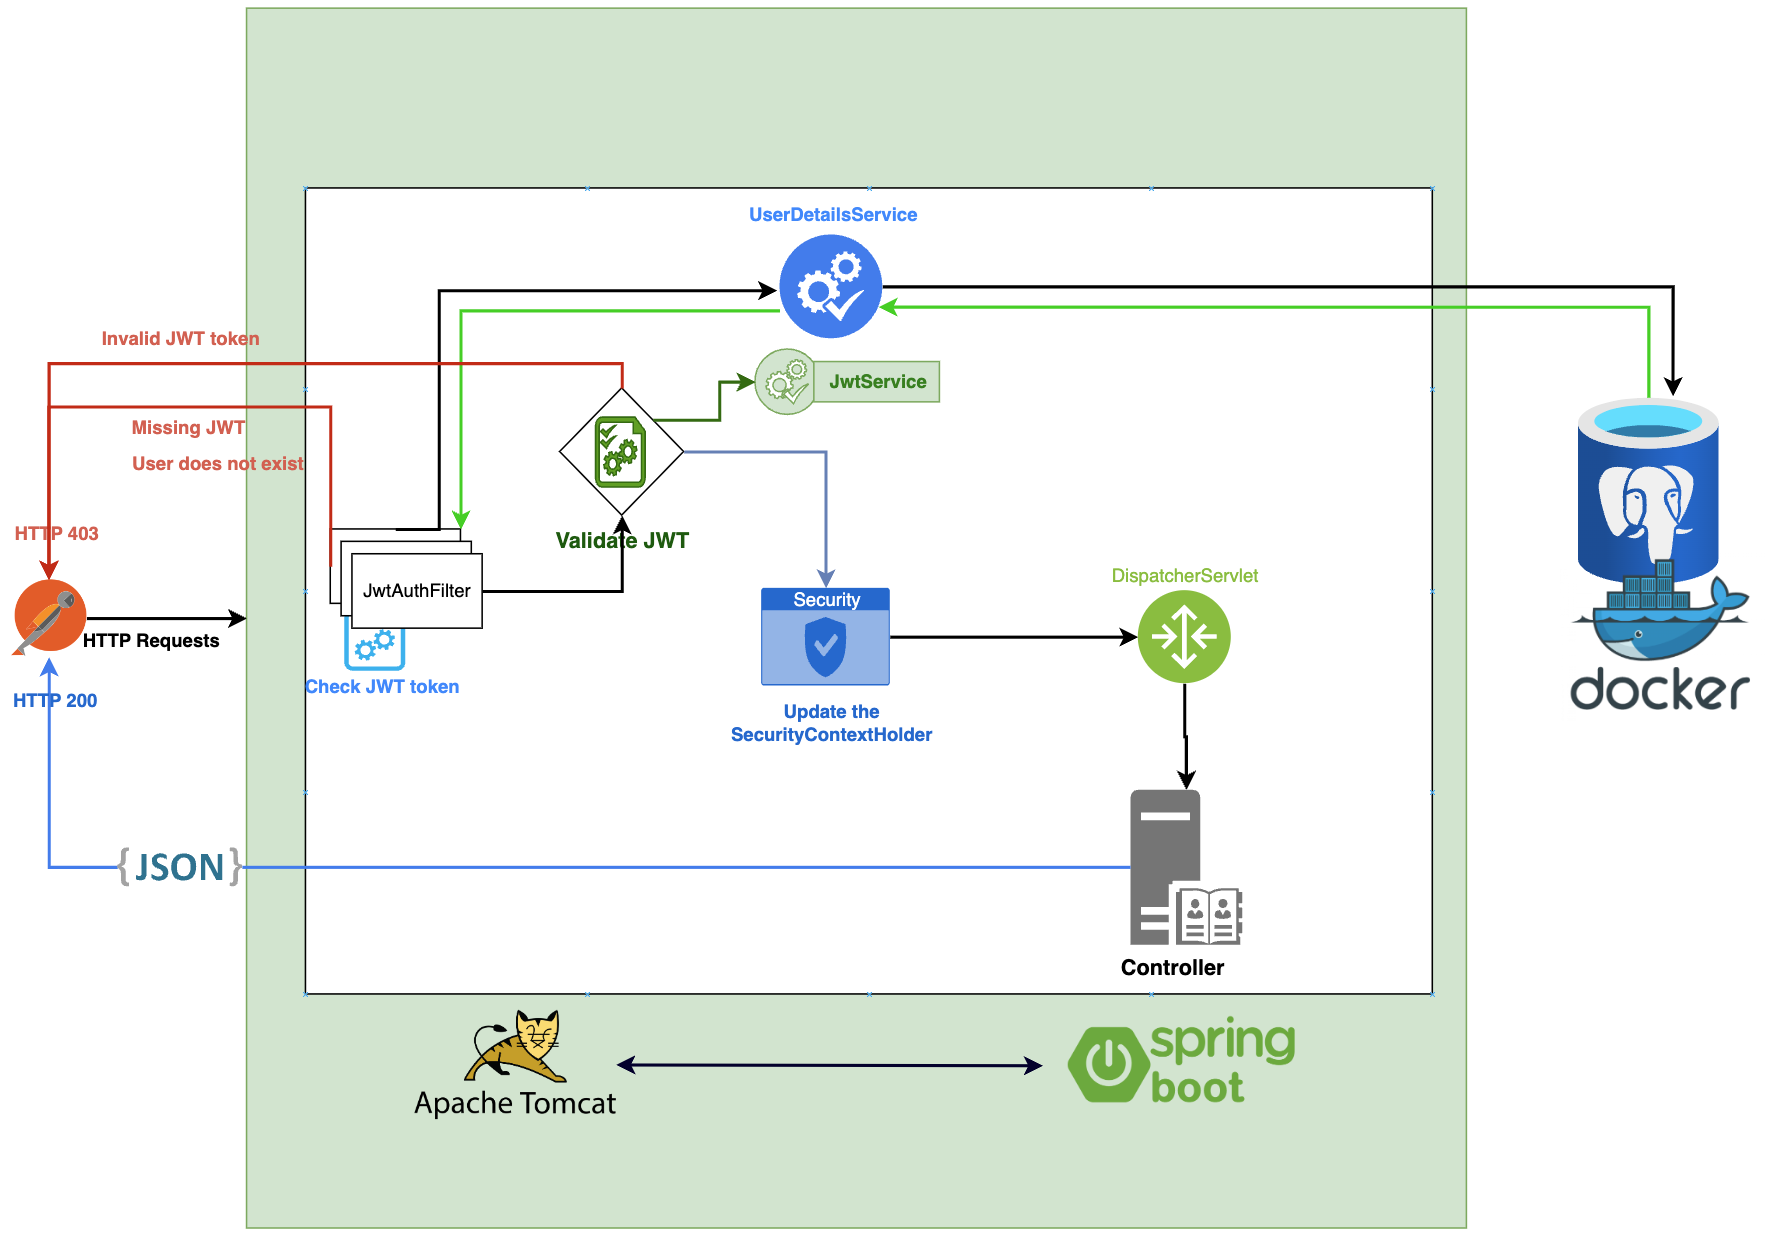 UserDetailsService
Invalid JWT token
JwtService
Missing JWT
User does not exist
HTTP 403
Validate JWT
JwtAuthFilter
Security
DispatcherServlet
HTTP Requests
Check JWT token
HTTP 200
Update the
SecurityContextHolder
docker
{JSON}
Controller
Apache Tomcat
spring
boot